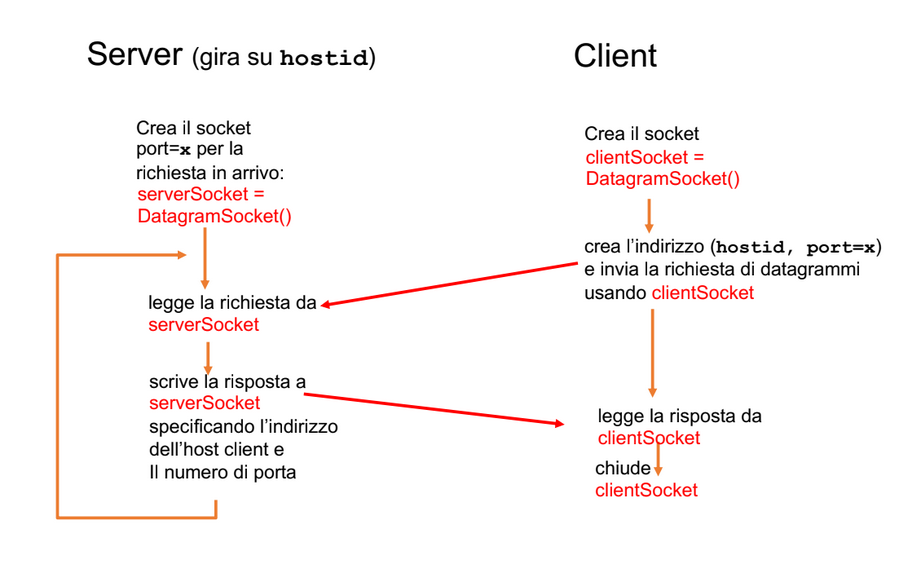 Server (gira su hostid)
Crea il socket
port=x per la
richiesta in arrivo:
serverSocket =
DatagramSocket()
legge la richiesta da
serverSocket
scrive la risposta a
serverSocket
specificando l'indirizzo
dell'host client e
Il numero di porta
Client
Crea il socket
clientSocket =
DatagramSocket()
crea l'indirizzo (hostid, port=x)
e invia la richiesta di datagrammi
usando clientSocket
legge la risposta da
clientSocket
chiude
clientSocket